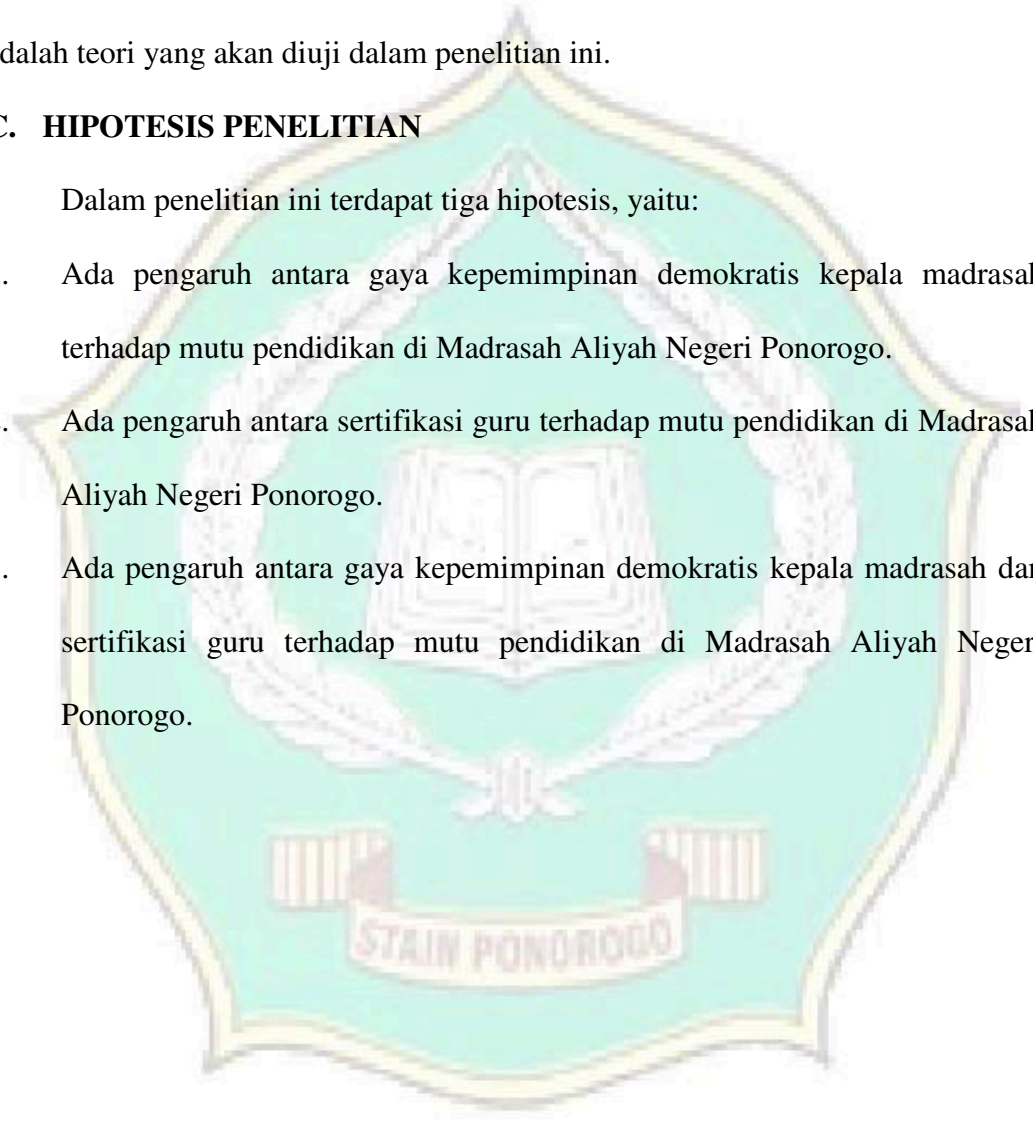 dalah teori yang akan diuji dalam penelitian ini.
C. HIPOTESIS PENELITIAN
Dalam penelitian ini terdapat tiga hipotesis, yaitu:
. Ada pengaruh antara gaya kepemimpinan demokratis kepala madrasah
terhadap mutu pendidikan di Madrasah Aliyah Negeri Ponorogo.
. Ada pengaruh antara sertifikasi guru terhadap mutu pendidikan di Madrasah
Aliyah Negeri Ponorogo.
. Ada pengaruh antara gaya kepemimpinan demokratis kepala madrasah dan
sertifikasi guru terhadap mutu pendidikan di Madrasah Aliyah Negeri
Ponorogo.
STAIN PONOROGO